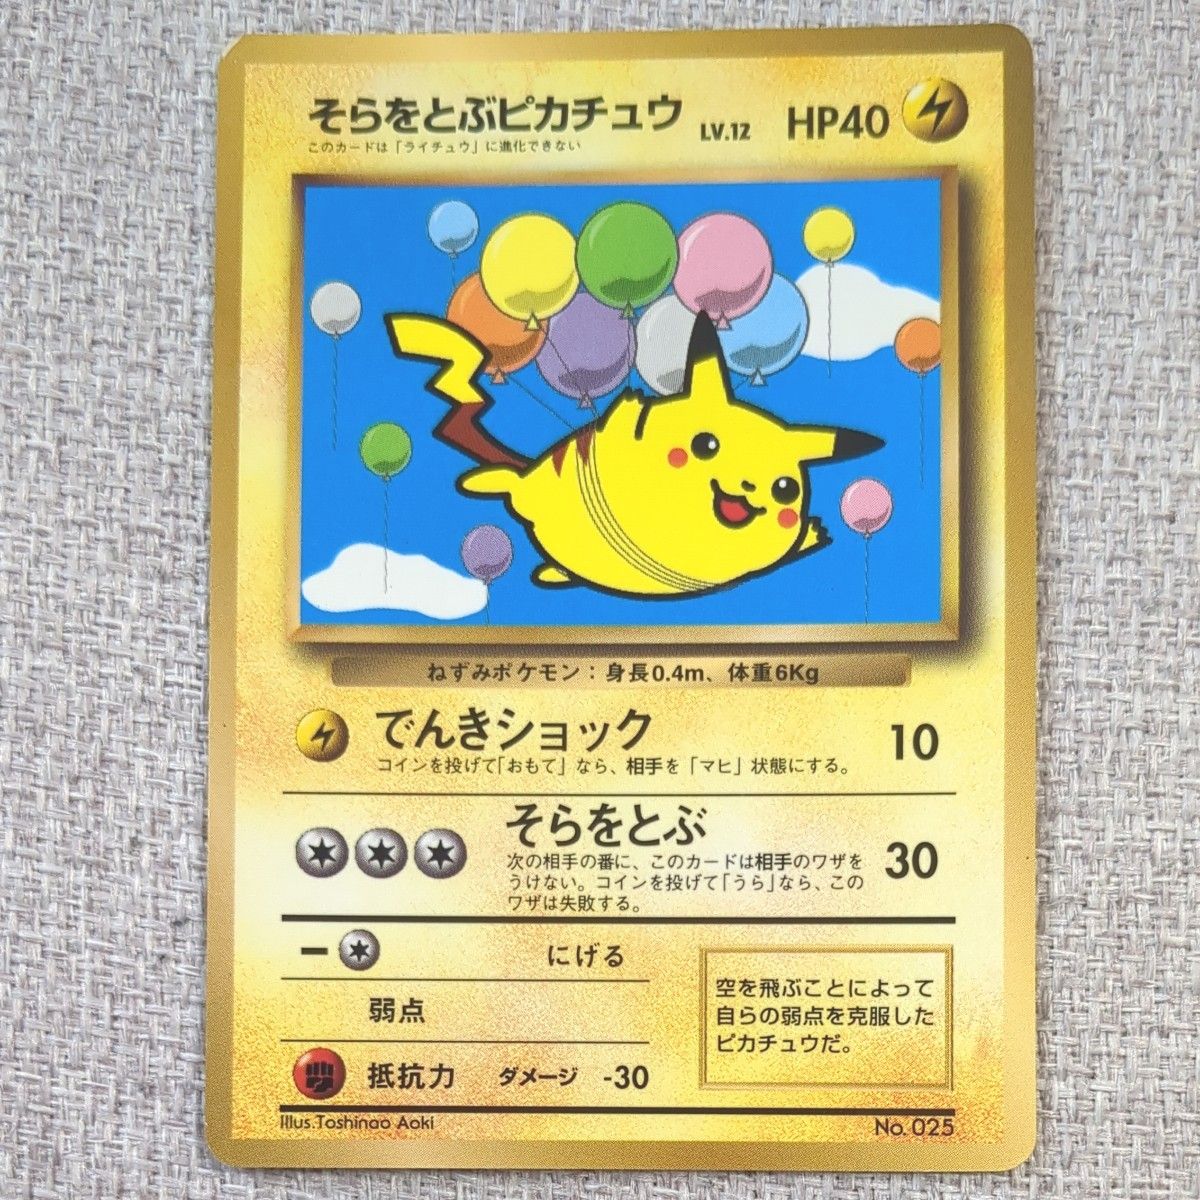 そらをとぶピカチュウ LV.12 HP40
このカードは「ライチュウ」に進化できない
ねずみポケモン：身長0.4m、体重6Kg
でんきショック 10
コインを投げて「おもて」なら、相手を「マヒ」状態にする。
そらをとぶ 30
次の相手の番に、このカードは相手のワザを
うけない。コインを投げて「うら」なら、この
ワザは失敗する。
にげる
弱点
抵抗力 ダメージ -30
空を飛ぶことによって
自らの弱点を克服した
ピカチュウだ。
Illus.Toshinao Aoki No. 025